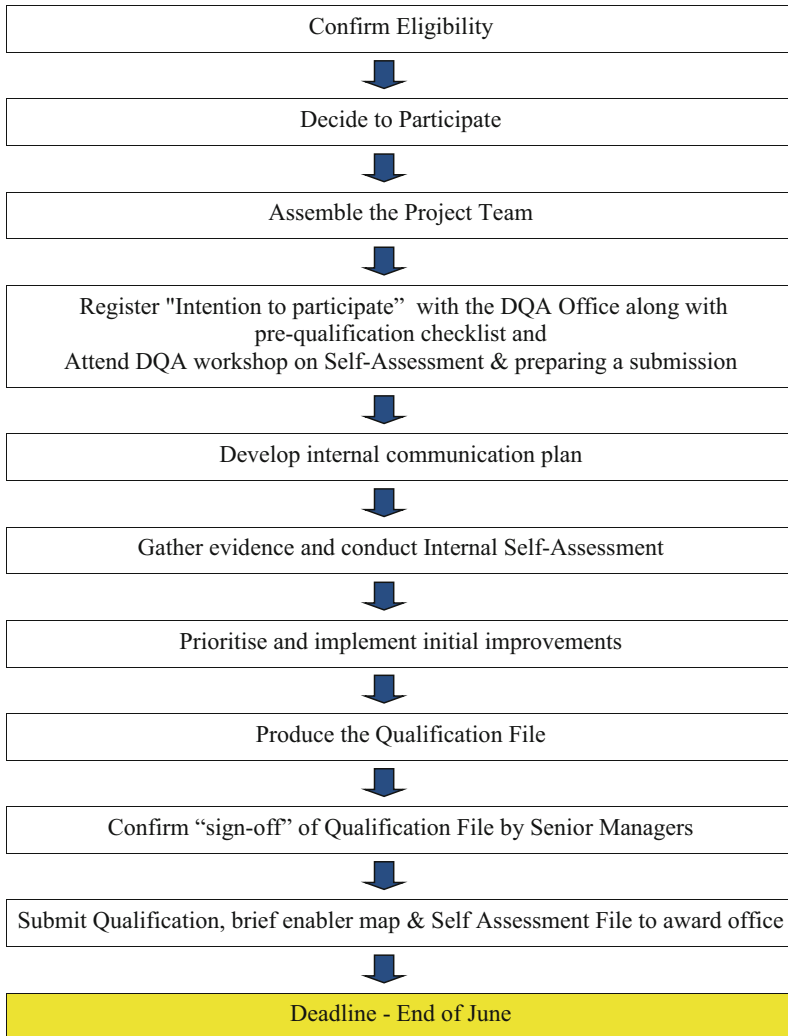 Confirm Eligibility
Decide to Participate
Assemble the Project Team
Register "Intention to participate” with the DQA Office along with
pre-qualification checklist and
Attend DQA workshop on Self-Assessment & preparing a submission
Develop internal communication plan
Gather evidence and conduct Internal Self-Assessment
Prioritise and implement initial improvements
Produce the Qualification File
Confirm “sign-off” of Qualification File by Senior Managers
Submit Qualification, brief enabler map & Self Assessment File to award office
Deadline - End of June